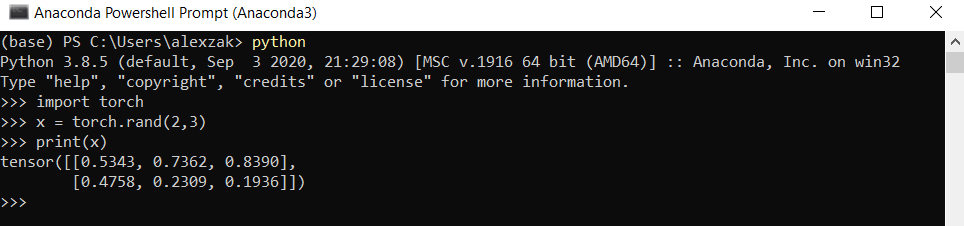 Anaconda Powershell Prompt (Anaconda3)
(base) PS C:\Users\alexzak> python
Python 3.8.5 (default, Sep  3 2020, 21:29:08) [MSC v.1916 64 bit (AMD64)] :: Anaconda, Inc. on win32
Type "help", "copyright", "credits" or "license" for more information.
>>> import torch
>>> x = torch.rand(2,3)
>>> print(x)
tensor([[0.5343, 0.7362, 0.8390],
        [0.4758, 0.2309, 0.1936]])
>>>